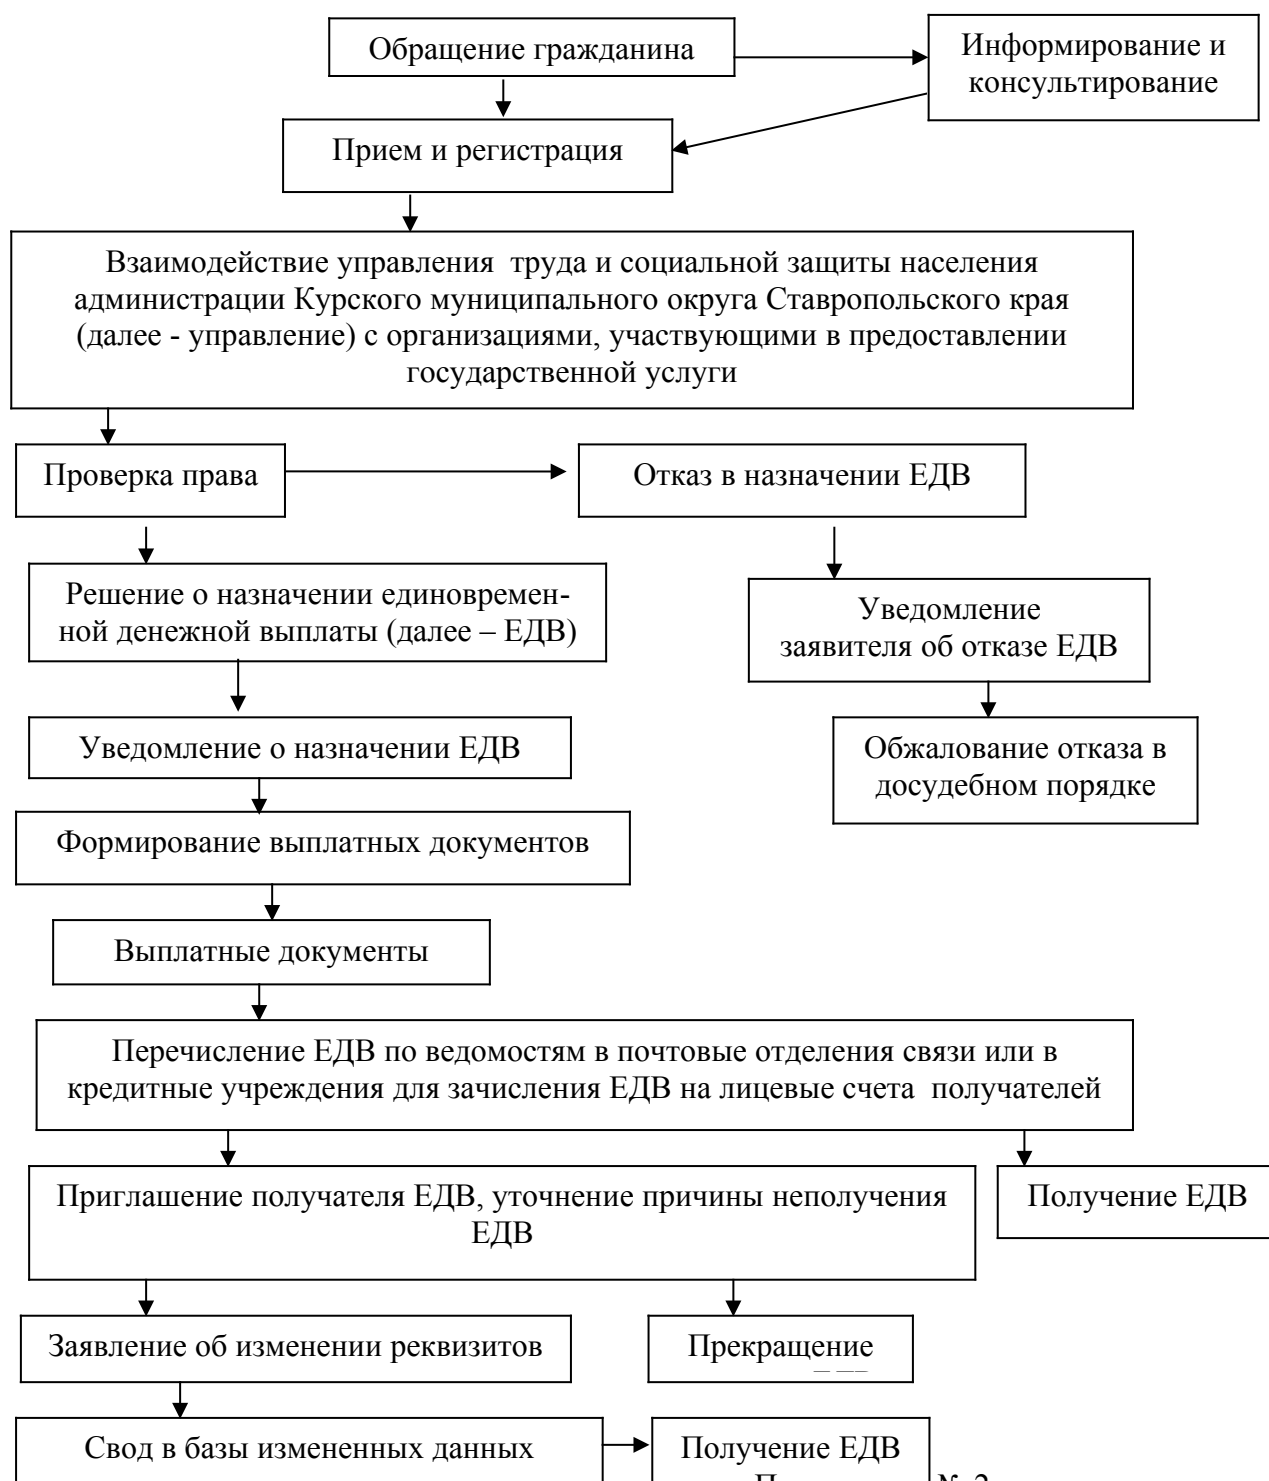 Обращение гражданина
Информирование и
консультирование
Прием и регистрация
Взаимодействие управления труда и социальной защиты населения
администрации Курского муниципального округа Ставропольского края
(далее - управление) с организациями, участвующими в предоставлении
государственной услуги
Проверка права
Отказ в назначении ЕДВ
Решение о назначении единовремен-
ной денежной выплаты (далее – ЕДВ)
Уведомление
заявителя об отказе ЕДВ
Уведомление о назначении ЕДВ
Обжалование отказа в
досудебном порядке
Формирование выплатных документов
Выплатные документы
Перечисление ЕДВ по ведомостям в почтовые отделения связи или в
кредитные учреждения для зачисления ЕДВ на лицевые счета получателей
Приглашение получателя ЕДВ, уточнение причины неполучения
ЕДВ
Получение ЕДВ
Заявление об изменении реквизитов
Прекращение
Свод в базы измененных данных
Получение ЕДВ
№ 2